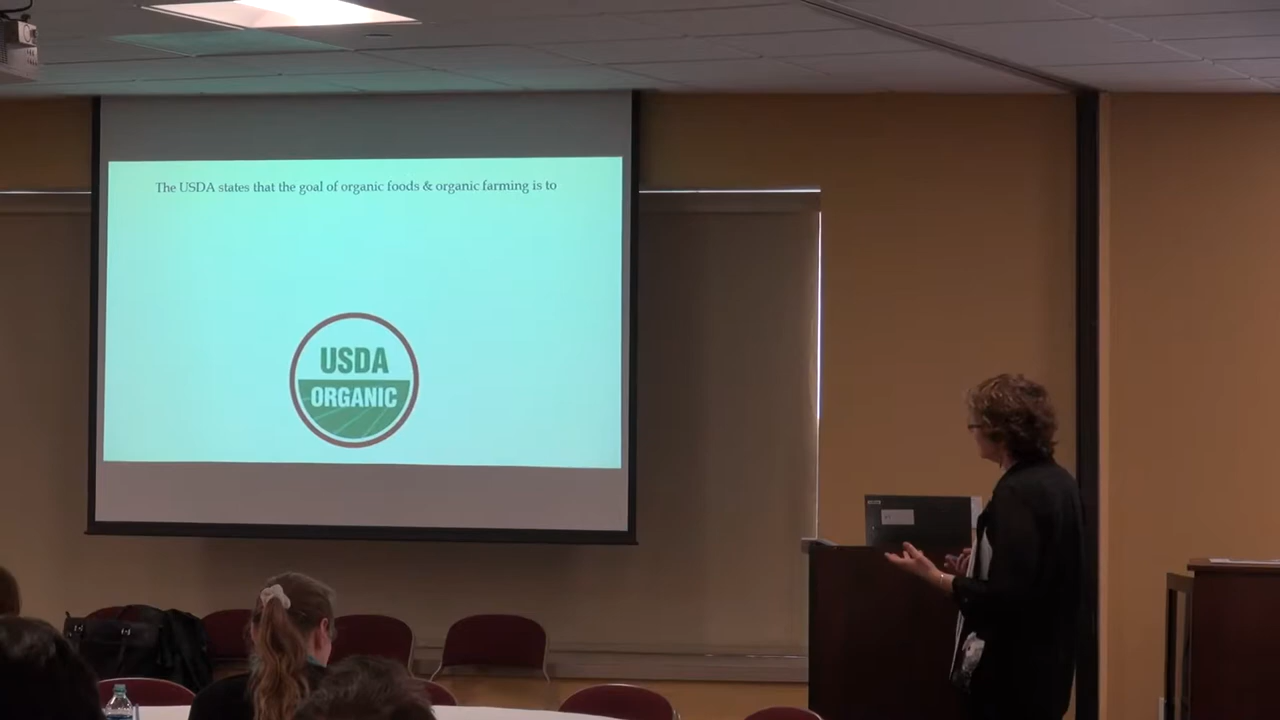 The USDA states that the goal of organic foods & organic farming is to
USDA
ORGANIC